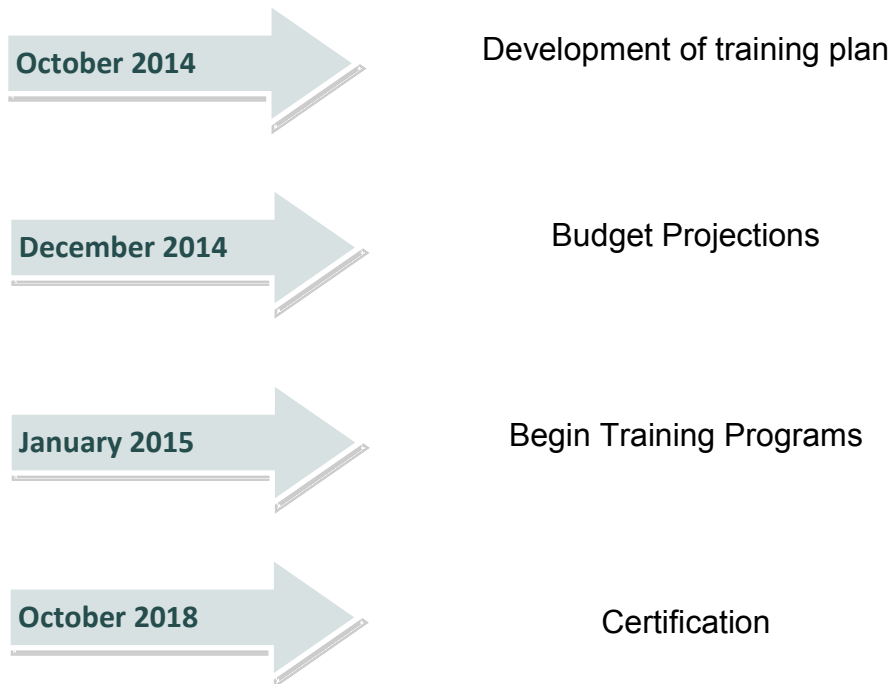 October 2014
Development of training plan
December 2014
Budget Projections
January 2015
Begin Training Programs
October 2018
Certification